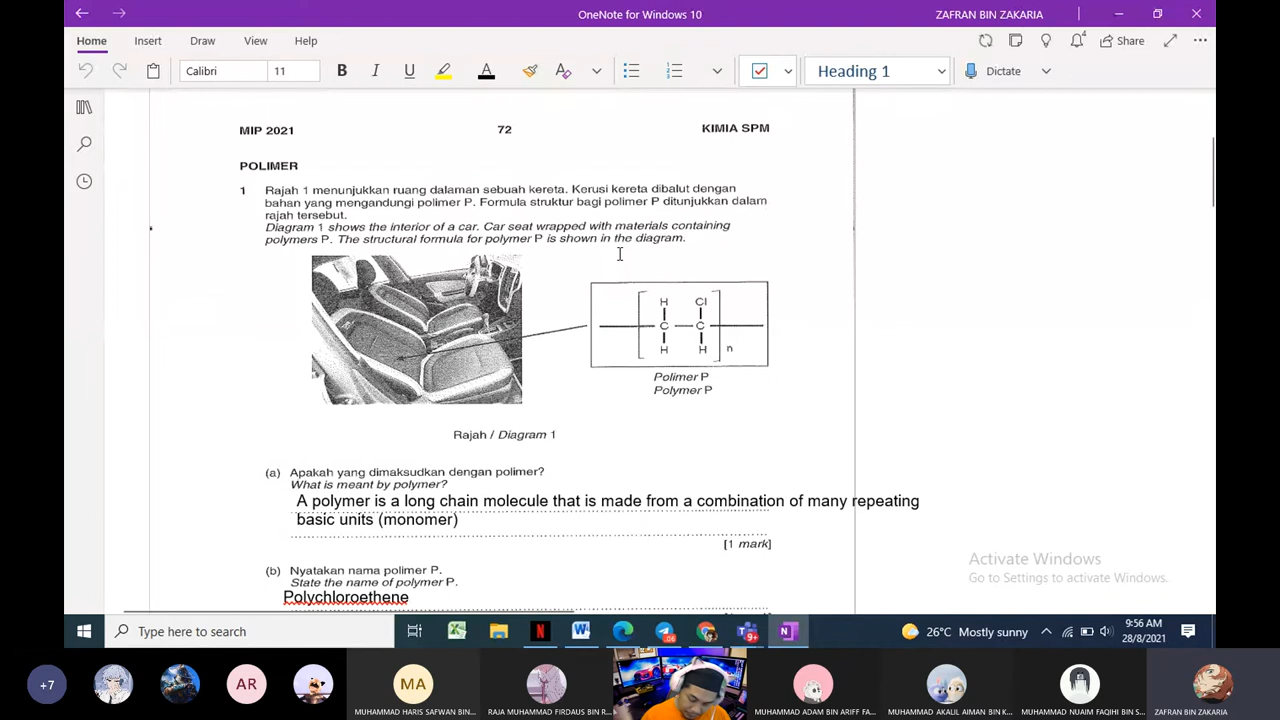 OneNote for Windows 10
ZAFRAN BIN ZAKARIA
Home
Insert
Draw
View
Help
4
Share
Calibri
11
B
I
U
A
Heading 1
Dictate
MIP 2021
72
KIMIA SPM
POLIMER
1 Rajah 1 menunjukkan ruang dalaman sebuah kereta. Kerusi kereta dibalut dengan
bahan yang mengandungi polimer P. Formula struktur bagi polimer P ditunjukkan dalam
rajah tersebut.
Diagram 1 shows the interior of a car. Car seat wrapped with materials containing
polymers P. The structural formula for polymer P is shown in the diagram.
H Cl
C C
H H n
Polimer P
Polymer P
Rajah / Diagram 1
(a) Apakah yang dimaksudkan dengan polimer?
What is meant by polymer?
A polymer is a long chain molecule that is made from a combination of many repeating
basic units (monomer)
[1 mark]
(b) Nyatakan nama polimer P.
State the name of polymer P.
Polychloroethene
Activate Windows
Go to Settings to activate Windows.
Type here to search
26°C Mostly sunny
9:56 AM
28/8/2021
+7
AR
MA
MUHAMMAD HARIS SAFWAN BIN...
RAJA MUHAMMAD FIRDAUS BIN R...
MUHAMMAD ADAM BIN ARIFF FA...
MUHAMMAD AKALIL AIMAN BIN K...
MUHAMMAD NUAIM FAQIHI BIN S...
ZAFRAN BIN ZAKARIA